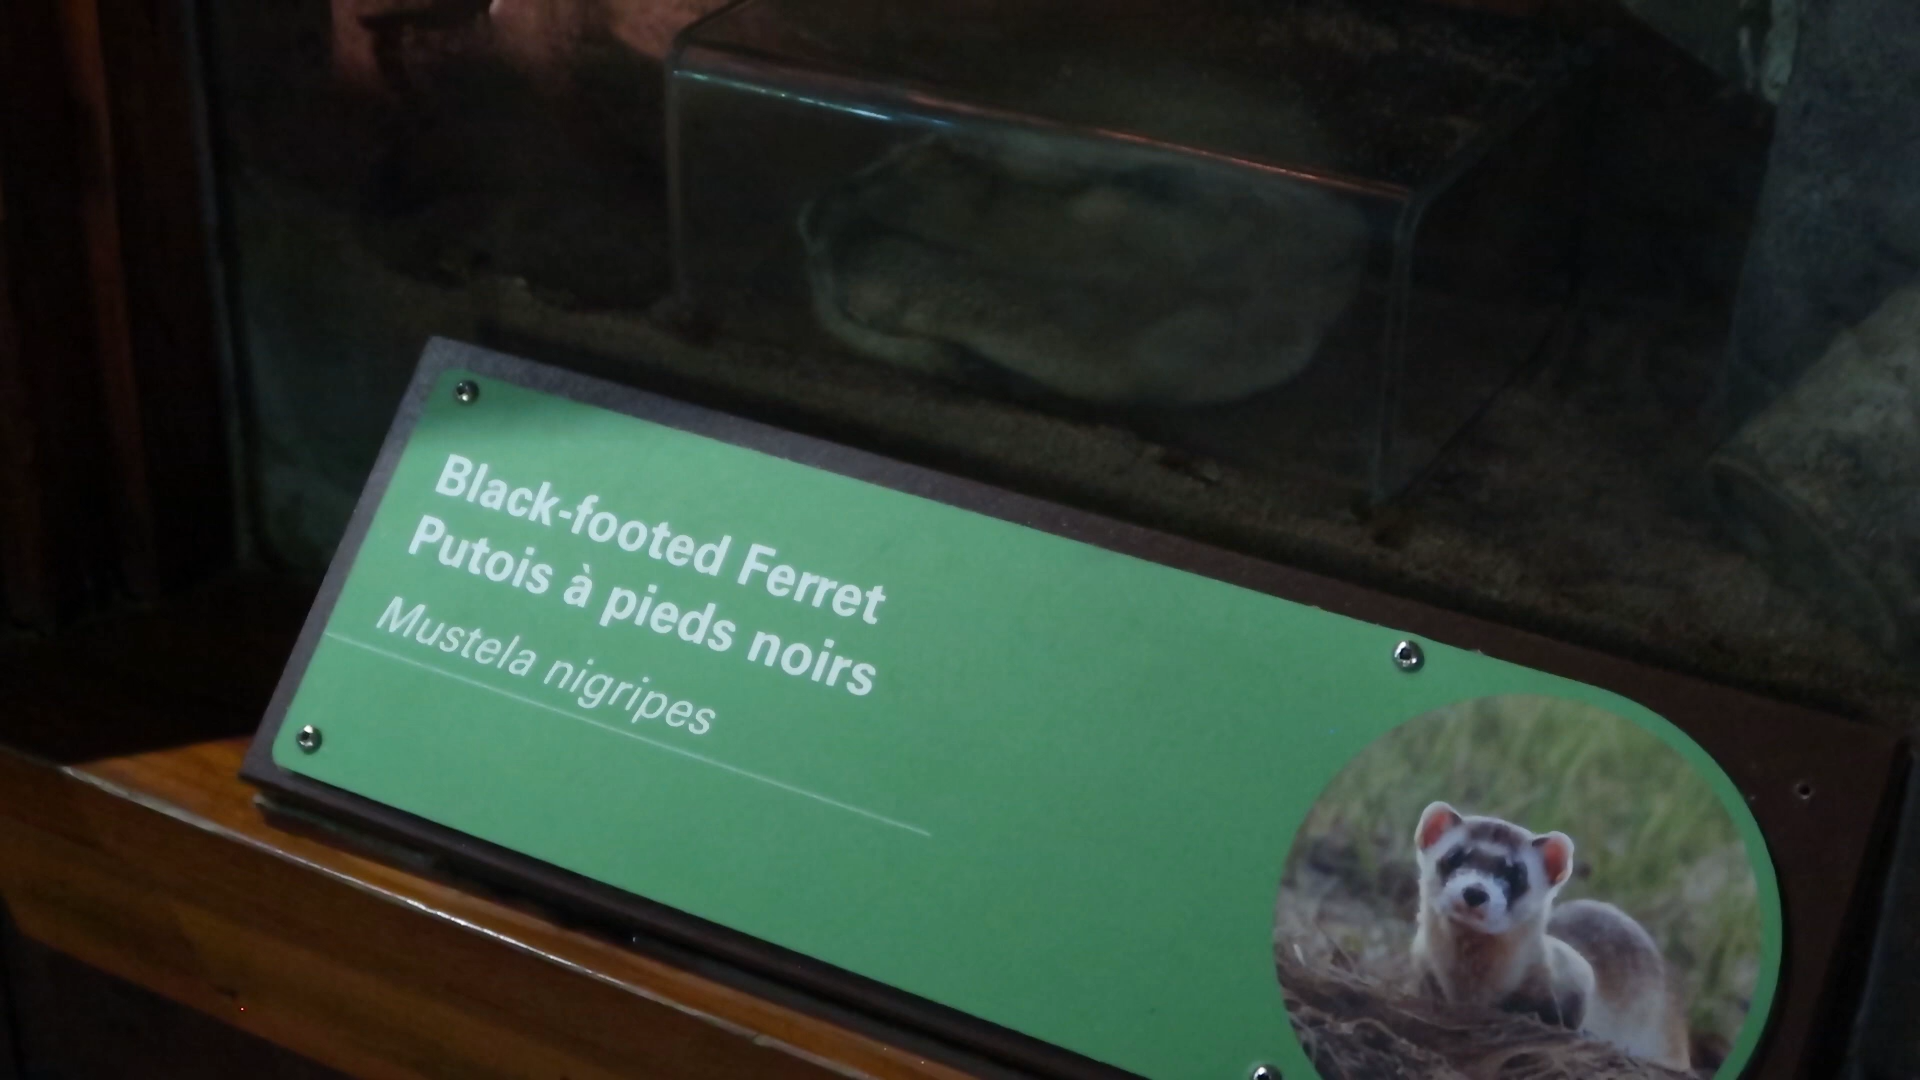 Black-footed Ferret
Putois à pieds noirs
Mustela nigripes